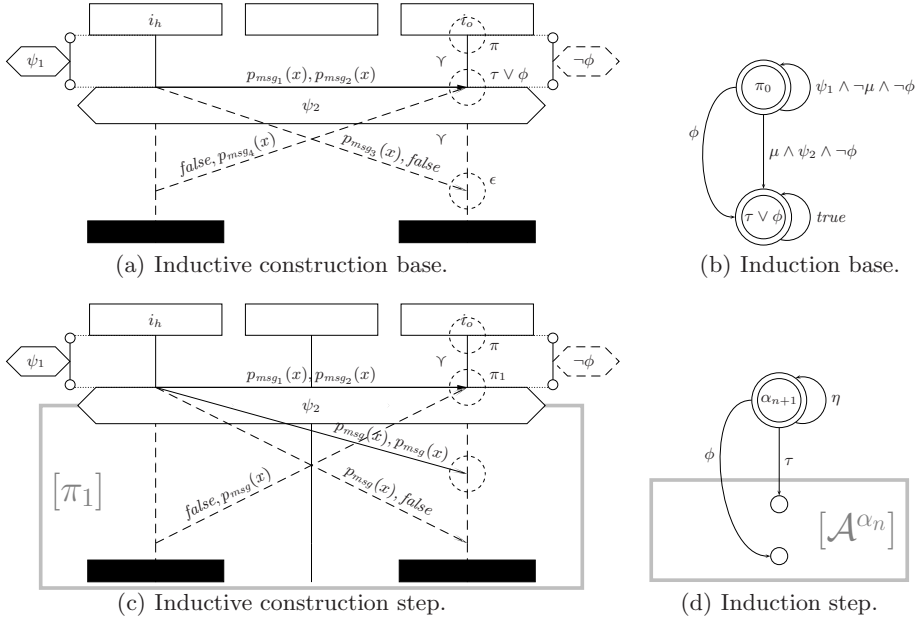 i_h i_o
π
ψ_1 ¬ϕ
⋎
p_{msg_1}(x), p_{msg_2}(x) τ ∨ ϕ
ψ_2
⋎
false, p_{msg_4}(x) p_{msg_3}(x), false
ϵ
(a) Inductive construction base.
π_0 ψ_1 ∧ ¬μ ∧ ¬ϕ
ϕ
μ ∧ ψ_2 ∧ ¬ϕ
τ ∨ ϕ true
(b) Induction base.
i_h i_o
π
ψ_1 ¬ϕ
⋎
p_{msg_1}(x), p_{msg_2}(x) π_1
ψ_2
p_{msg}(x), p_{msg}(x)
[π_1]
false, p_{msg}(x) p_{msg}(x), false
(c) Inductive construction step.
α_{n+1} η
ϕ τ
[𝒜^{α_n}]
(d) Induction step.